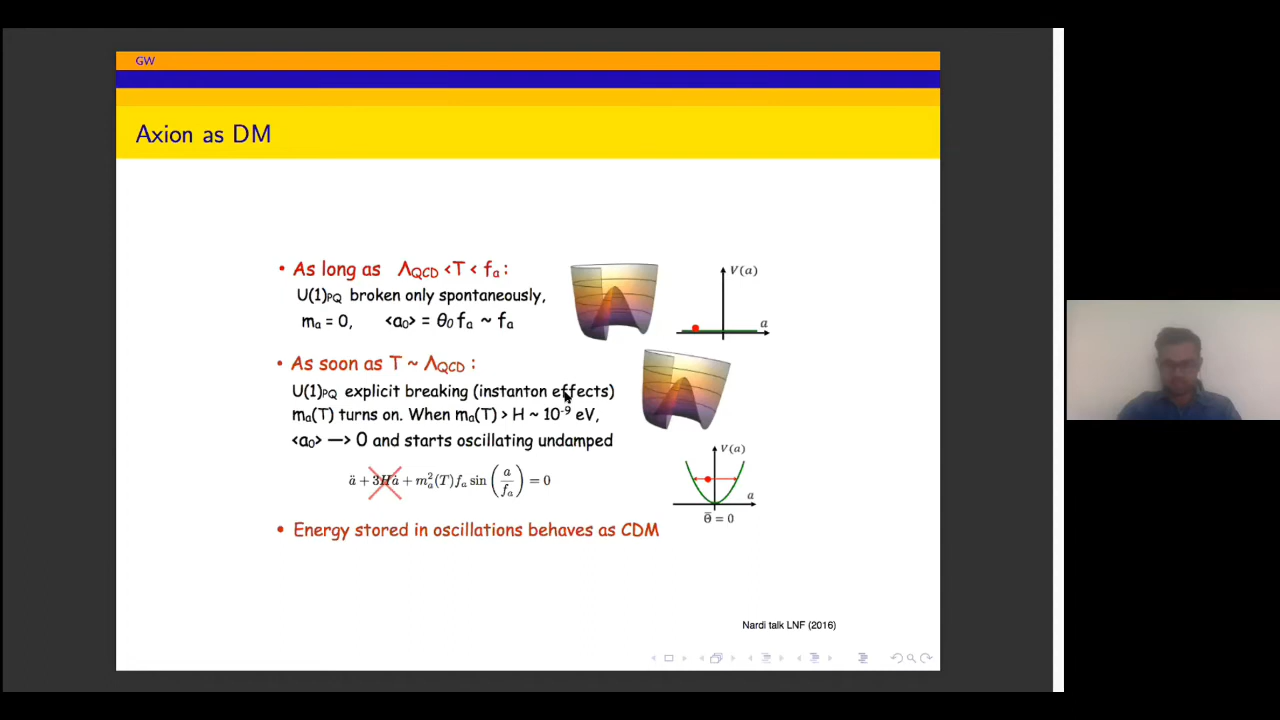 GW
Axion as DM
• As long as Λ_QCD < T < f_a :
U(1)_PQ broken only spontaneously,
m_a = 0, <a_0> = θ_0 f_a ~ f_a
V(a)
a
• As soon as T ~ Λ_QCD :
U(1)_PQ explicit breaking (instanton effects)
m_a(T) turns on. When m_a(T) > H ~ 10^-9 eV,
<a_0> —> 0 and starts oscillating undamped
ä + 3Hȧ + m_a^2(T) f_a sin(a/f_a) = 0
V(a)
a
Θ̄ = 0
• Energy stored in oscillations behaves as CDM
Nardi talk LNF (2016)